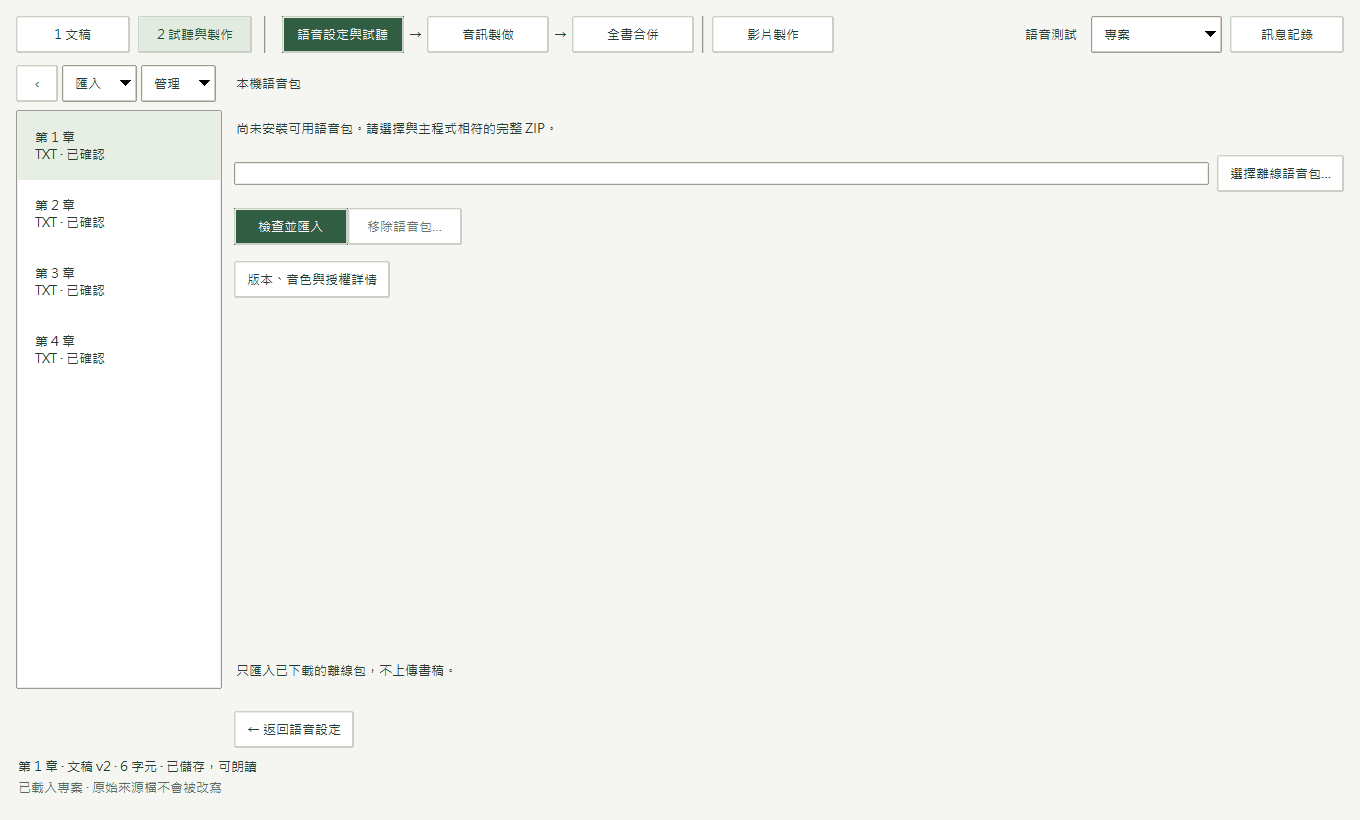 1 文稿
2 試聽與製作
語音設定與試聽
→
音訊製做
→
全書合併
影片製作
語音測試
專案
訊息記錄
‹
匯入
管理
本機語音包
第 1 章
TXT · 已確認
第 2 章
TXT · 已確認
第 3 章
TXT · 已確認
第 4 章
TXT · 已確認
尚未安裝可用語音包。請選擇與主程式相符的完整 ZIP。
選擇離線語音包...
檢查並匯入
移除語音包...
版本、音色與授權詳情
只匯入已下載的離線包，不上傳書稿。
← 返回語音設定
第 1 章 · 文稿 v2 · 6 字元 · 已儲存，可朗讀
已載入專案 · 原始來源檔不會被改寫